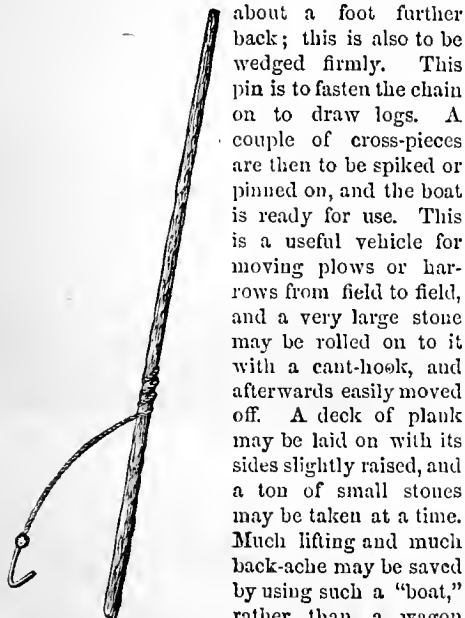 about a foot further
back; this is also to be
wedged firmly. This
pin is to fasten the chain
on to draw logs. A
couple of cross-pieces
are then to be spiked or
pinned on, and the boat
is ready for use. This
is a useful vehicle for
moving plows or har-
rows from field to field,
and a very large stone
may be rolled on to it
with a cant-hook, and
afterwards easily moved
off. A deck of plank
may be laid on with its
sides slightly raised, and
a ton of small stones
may be taken at a time.
Much lifting and much
back-ache may be saved
by using such a “boat,”
rather than a wagon